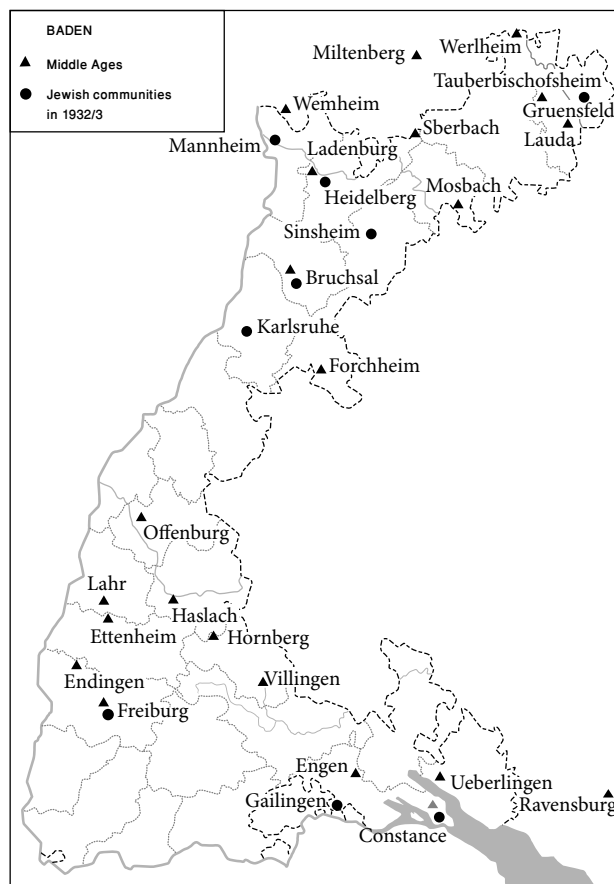 BADEN
Middle Ages
Jewish communities
in 1932/3
Werlheim
Miltenberg
Tauberbischofsheim
Gruensfeld
Wemheim
Sberbach
Lauda
Mannheim
Ladenburg
Heidelberg
Mosbach
Sinsheim
Bruchsal
Karlsruhe
Forchheim
Offenburg
Lahr
Haslach
Ettenheim
Hornberg
Endingen
Villingen
Freiburg
Engen
Ueberlingen
Gailingen
Ravensburg
Constance